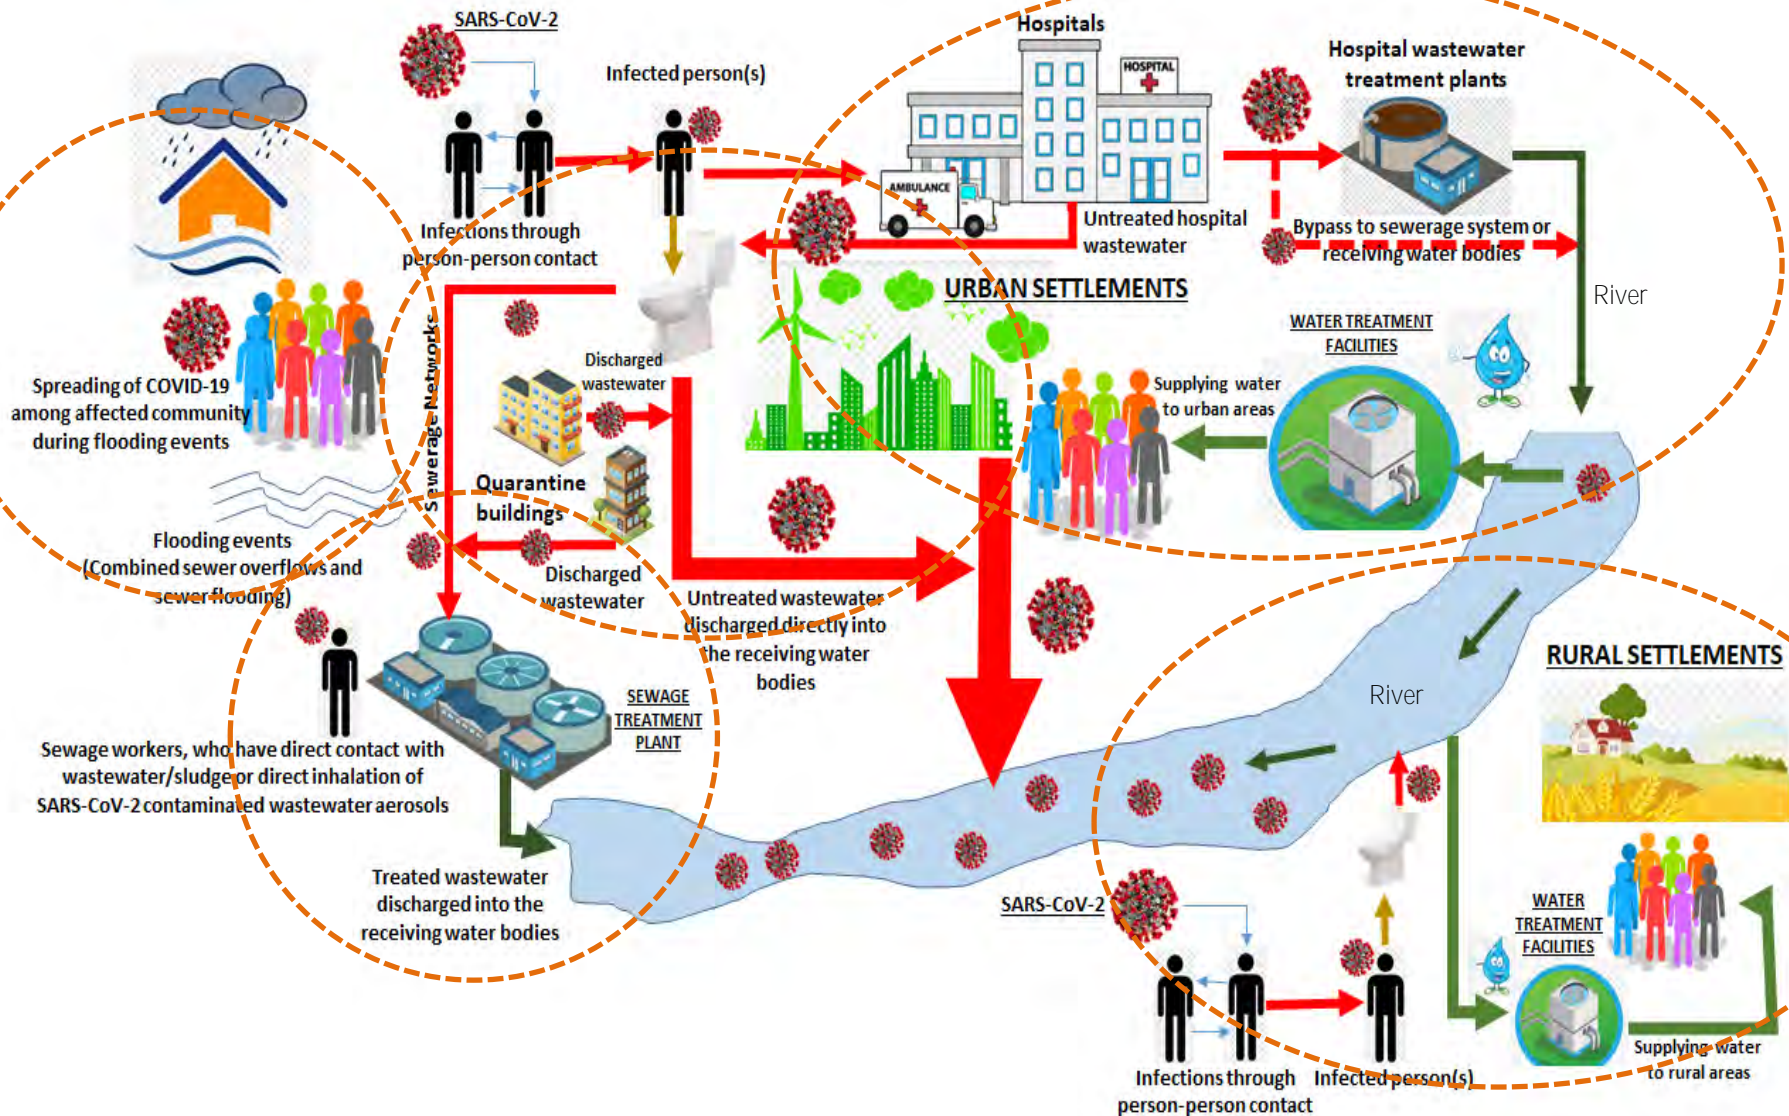 SARS-CoV-2
Infected person(s)
Infections through
person-person contact
Hospitals
HOSPITAL
AMBULANCE
Hospital wastewater
treatment plants
Untreated hospital
wastewater
Bypass to sewerage system or
receiving water bodies
River
URBAN SETTLEMENTS
WATER TREATMENT
FACILITIES
Supplying water
to urban areas
Spreading of COVID-19
among affected community
during flooding events
Sewerage Networks
Discharged
wastewater
Quarantine
buildings
Flooding events
(Combined sewer overflows and
sewer flooding)
Discharged
wastewater
Untreated wastewater
discharged directly into
the receiving water
bodies
SEWAGE
TREATMENT
PLANT
Sewage workers, who have direct contact with
wastewater/sludge or direct inhalation of
SARS-CoV-2 contaminated wastewater aerosols
Treated wastewater
discharged into the
receiving water bodies
River
RURAL SETTLEMENTS
SARS-CoV-2
Infections through
person-person contact
Infected person(s)
WATER
TREATMENT
FACILITIES
Supplying water
to rural areas